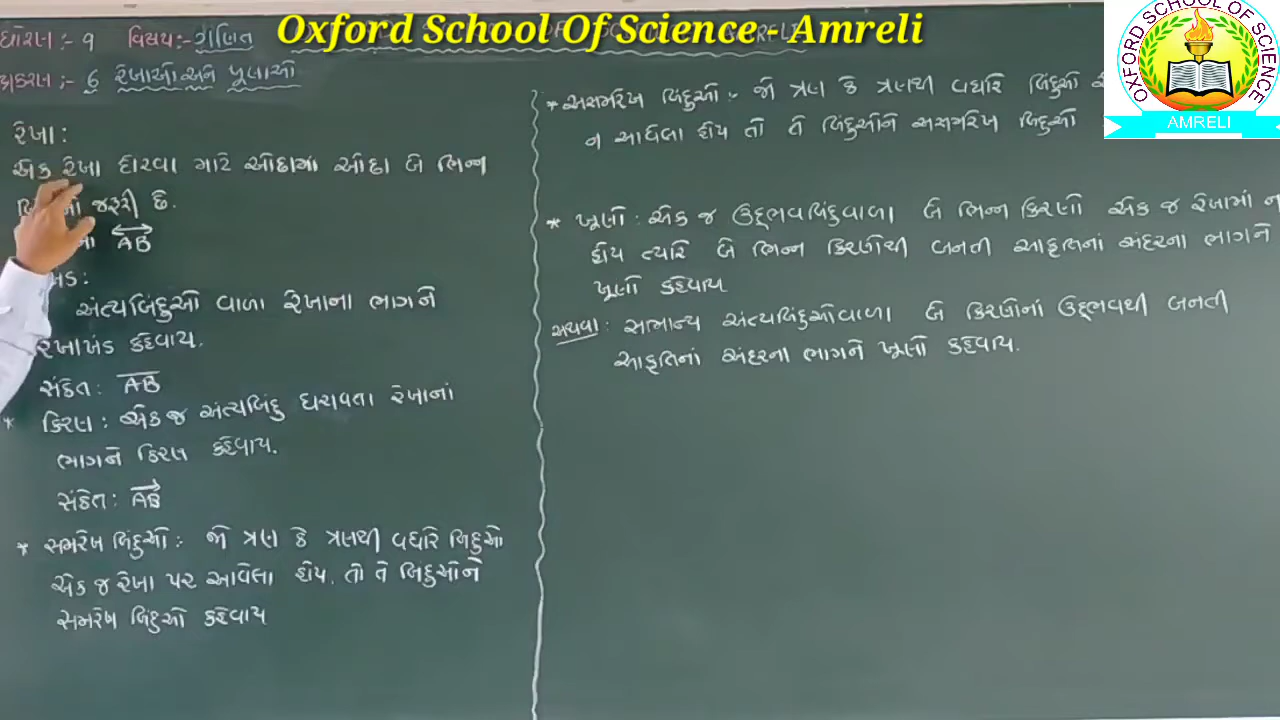 Oxford School Of Science - Amreli
OXFORD SCHOOL OF SCIENCE
AMRELI
ધોરણ :- ૧ વિષય:- ગણિત
પ્રકરણ :- 6 રેખાઓ અને ખૂણાઓ
રેખા :
એક રેખા દોરવા માટે ઓછામાં ઓછા બે ભિન્ન
જરૂરી છે.
AB
અંત્યબિંદુઓ વાળા રેખાના ભાગને
રેખાખંડ કહેવાય.
સંકેત : AB
* કિરણ : એક જ અંત્યબિંદુ ધરાવતા રેખાનાં
ભાગને કિરણ કહેવાય.
સંકેત : AB
* સમરેખ બિંદુઓ :- જો ત્રણ કે ત્રણથી વધારે બિંદુઓ
એક જ રેખા પર આવેલા હોય, તો તે બિંદુઓને
સમરેખ બિંદુઓ કહેવાય
* અસમરેખ બિંદુઓ :- જો ત્રણ કે ત્રણથી વધારે બિંદુઓ
ન આવેલા હોય તો તે બિંદુઓને અસમરેખ બિંદુઓ
* ખૂણો : એક જ ઉદ્ભવબિંદુવાળા બે ભિન્ન કિરણો એક જ રેખામાં ન
હોય ત્યારે બે ભિન્ન કિરણોથી બનતી આકૃતિનાં અંદરના ભાગને
ખૂણો કહેવાય
અથવા : સામાન્ય અંત્યબિંદુઓવાળા બે કિરણોનાં ઉદ્ભવથી બનતી
આકૃતિનાં અંદરના ભાગને ખૂણો કહેવાય.